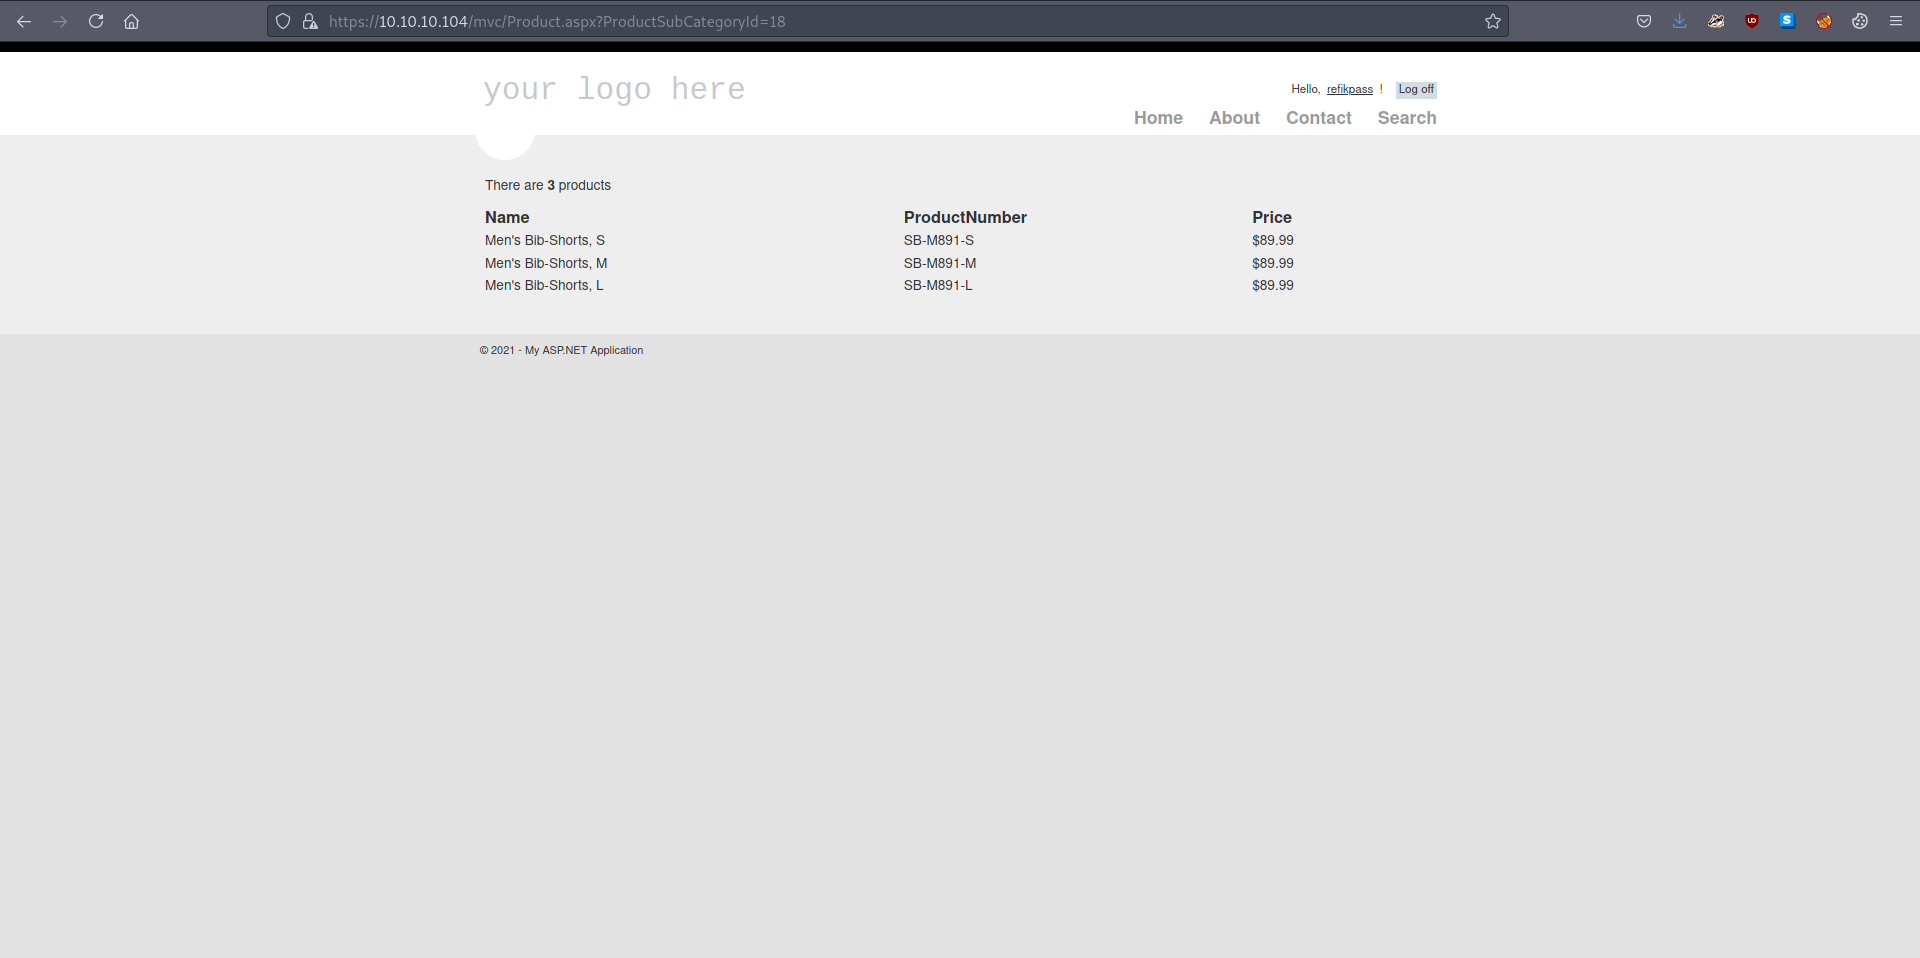 https://10.10.10.104/mvc/Product.aspx?ProductSubCategoryId=18
your logo here
Hello, refikpass ! Log off
Home About Contact Search
There are 3 products
Name ProductNumber Price
Men's Bib-Shorts, S SB-M891-S $89.99
Men's Bib-Shorts, M SB-M891-M $89.99
Men's Bib-Shorts, L SB-M891-L $89.99
© 2021 - My ASP.NET Application